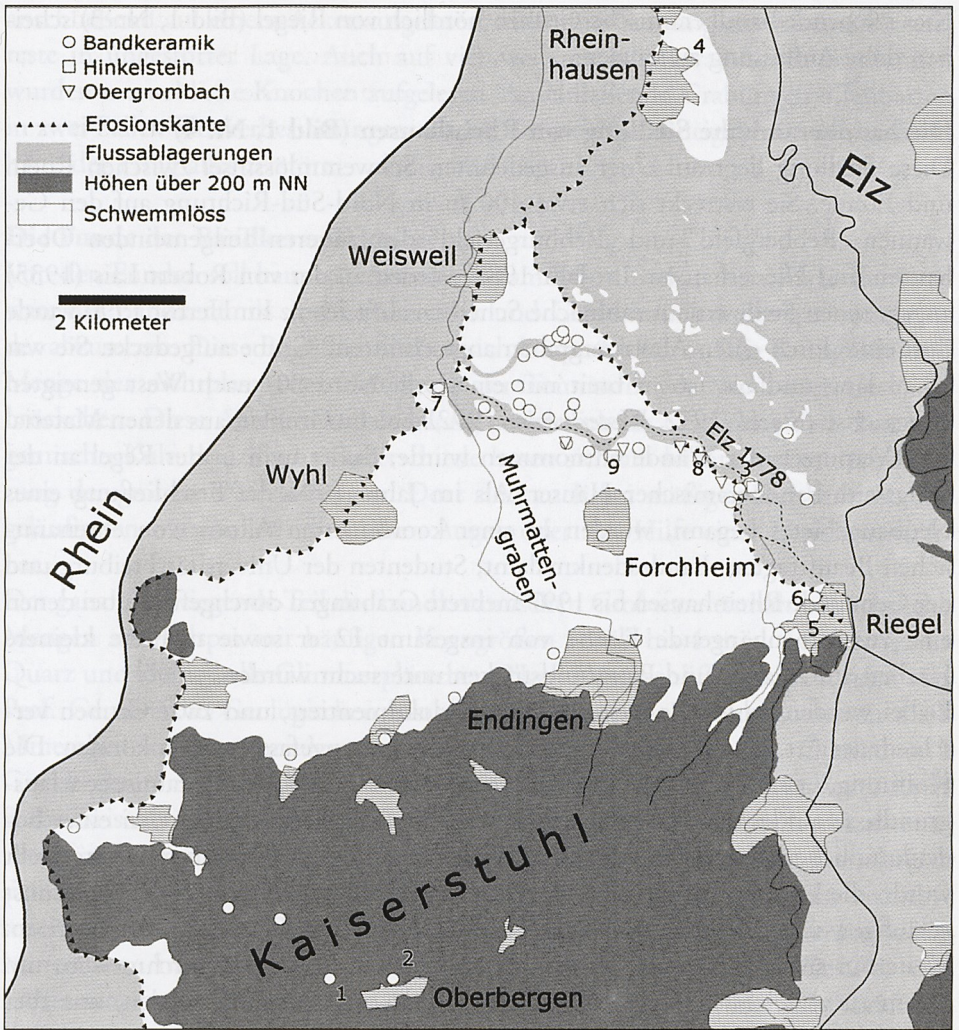 Bandkeramik
Hinkelstein
Obergrombach
Erosionskante
Flussablagerungen
Höhen über 200 m NN
Schwemmlöss
2 Kilometer
Rhein-
hausen
4
Elz
Weisweil
7
Elz 1778
8
3
9
Wyhl
Rhein
Muhrmatten-
graben
Forchheim
6
5
Riegel
Endingen
Kaiserstuhl
2
1
Oberbergen